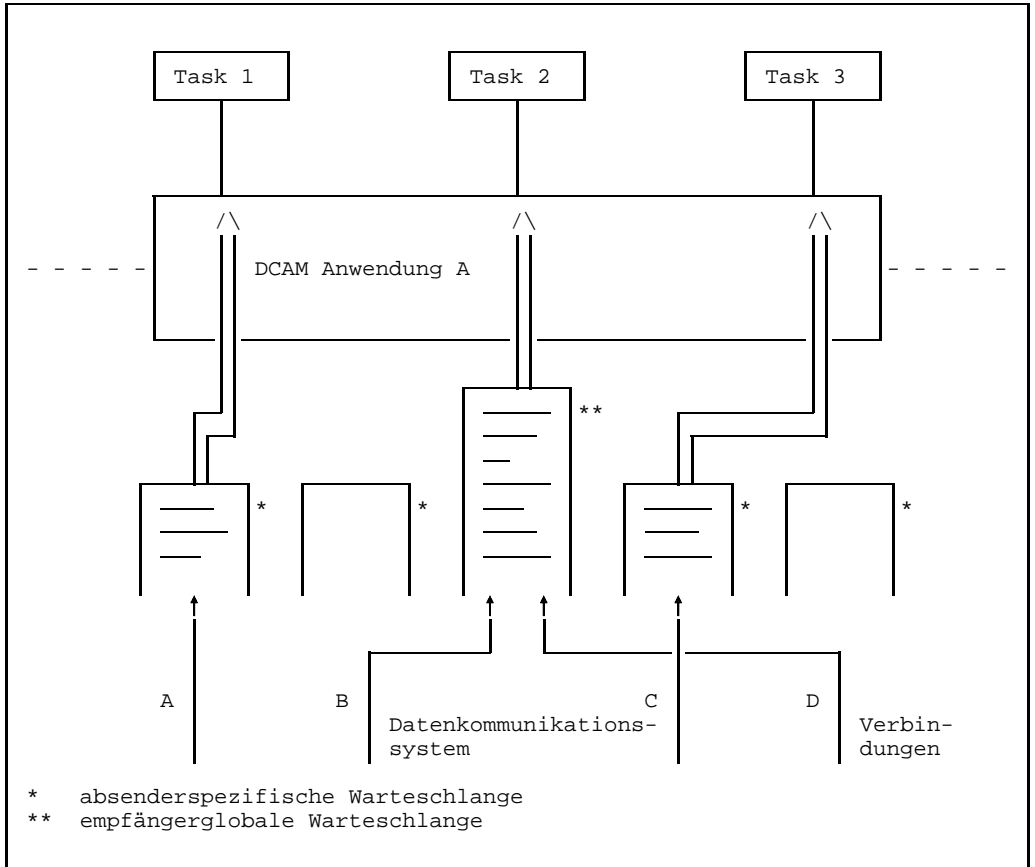 Task 1 Task 2 Task 3
/\ /\ /\
- - - - - DCAM Anwendung A - - - - -
**
* * * *
A B C D
Datenkommunikations- Verbin-
system dungen
* absenderspezifische Warteschlange
** empfängerglobale Warteschlange